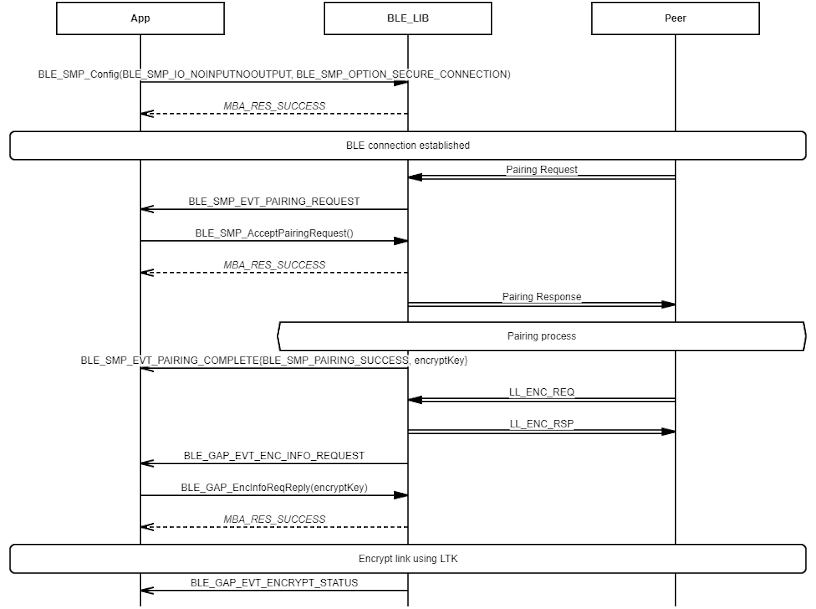 App
BLE_LIB
Peer
BLE_SMP_Config(BLE_SMP_IO_NOINPUTNOOUTPUT, BLE_SMP_OPTION_SECURE_CONNECTION)
MBA_RES_SUCCESS
BLE connection established
Pairing Request
BLE_SMP_EVT_PAIRING_REQUEST
BLE_SMP_AcceptPairingRequest()
MBA_RES_SUCCESS
Pairing Response
Pairing process
BLE_SMP_EVT_PAIRING_COMPLETE{BLE_SMP_PAIRING_SUCCESS, encryptKey}
LL_ENC_REQ
LL_ENC_RSP
BLE_GAP_EVT_ENC_INFO_REQUEST
BLE_GAP_EncInfoReqReply(encryptKey)
MBA_RES_SUCCESS
Encrypt link using LTK
BLE_GAP_EVT_ENCRYPT_STATUS